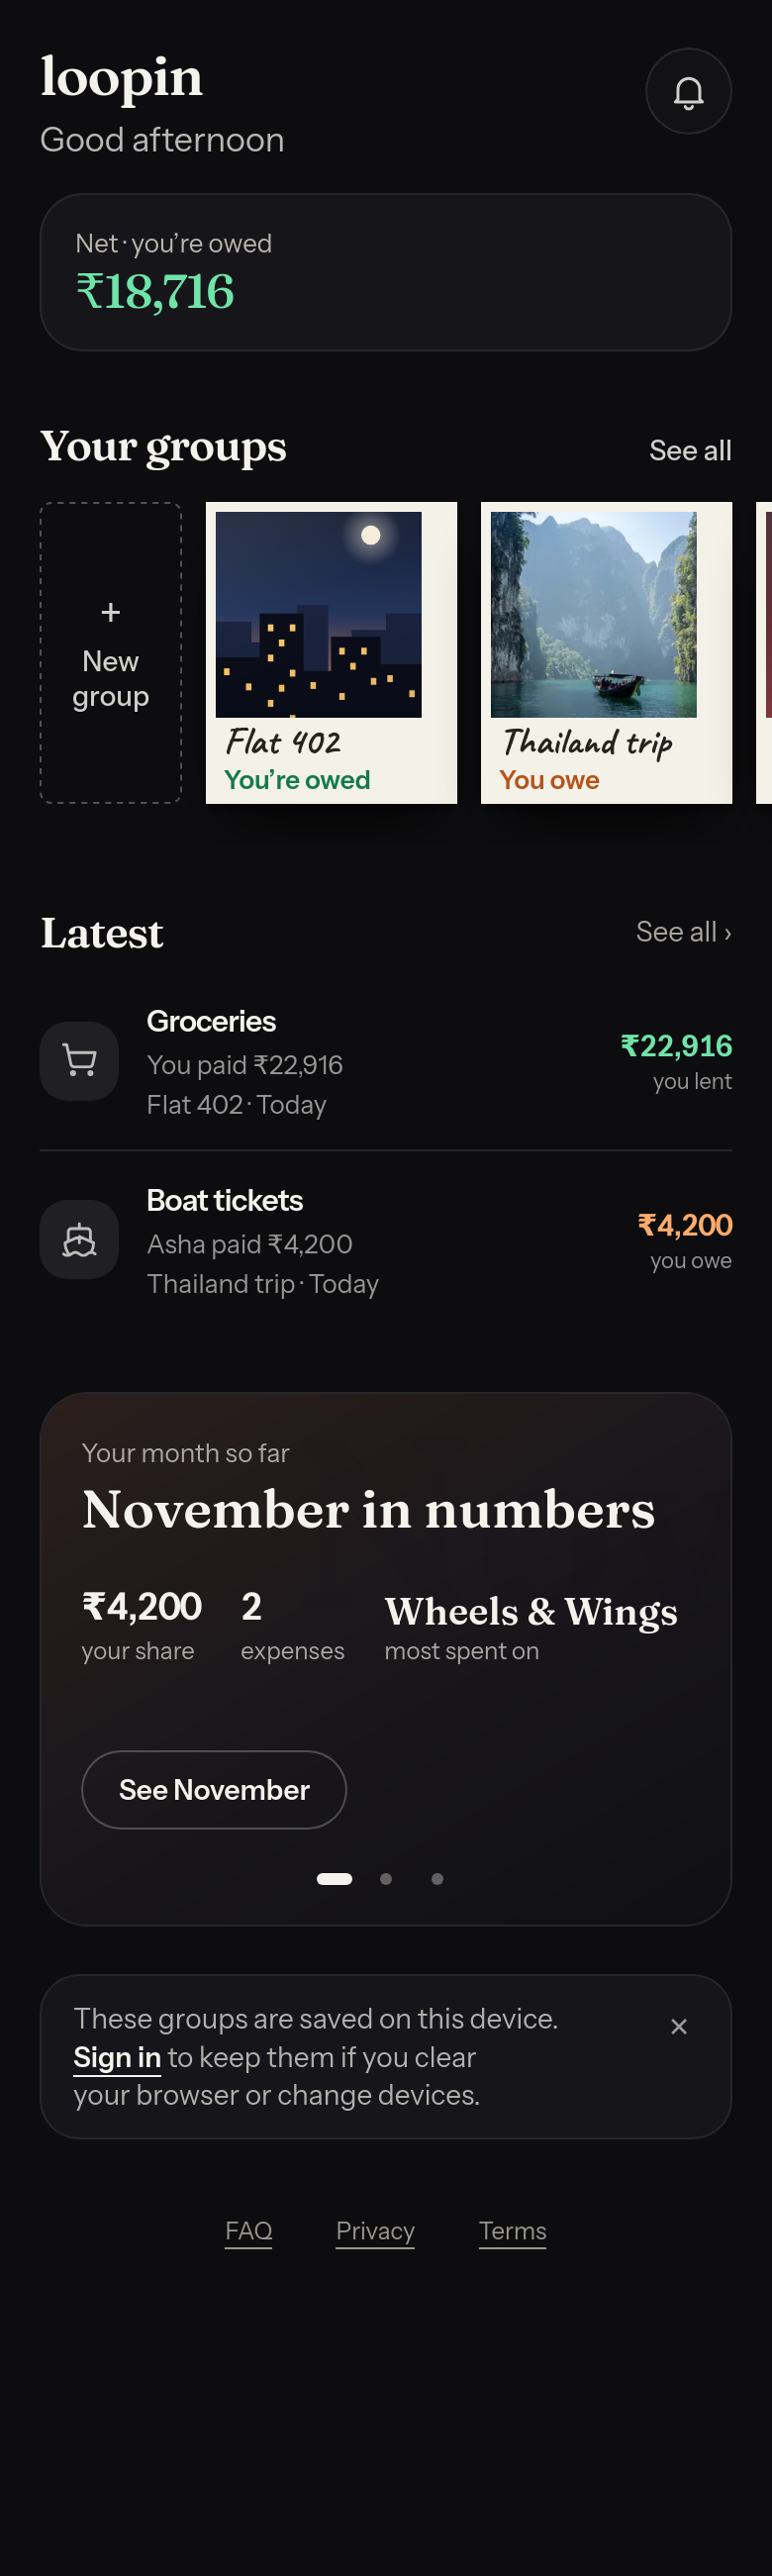 loopin
Good afternoon
Net · you’re owed
₹18,716
Your groups
See all
+
New
group
Flat 402
You’re owed
Thailand trip
You owe
Latest
See all ›
Groceries
You paid ₹22,916
Flat 402 · Today
₹22,916
you lent
Boat tickets
Asha paid ₹4,200
Thailand trip · Today
₹4,200
you owe
Your month so far
November in numbers
₹4,200
your share
2
expenses
Wheels & Wings
most spent on
See November
These groups are saved on this device.
Sign in to keep them if you clear
your browser or change devices.
×
FAQ
Privacy
Terms